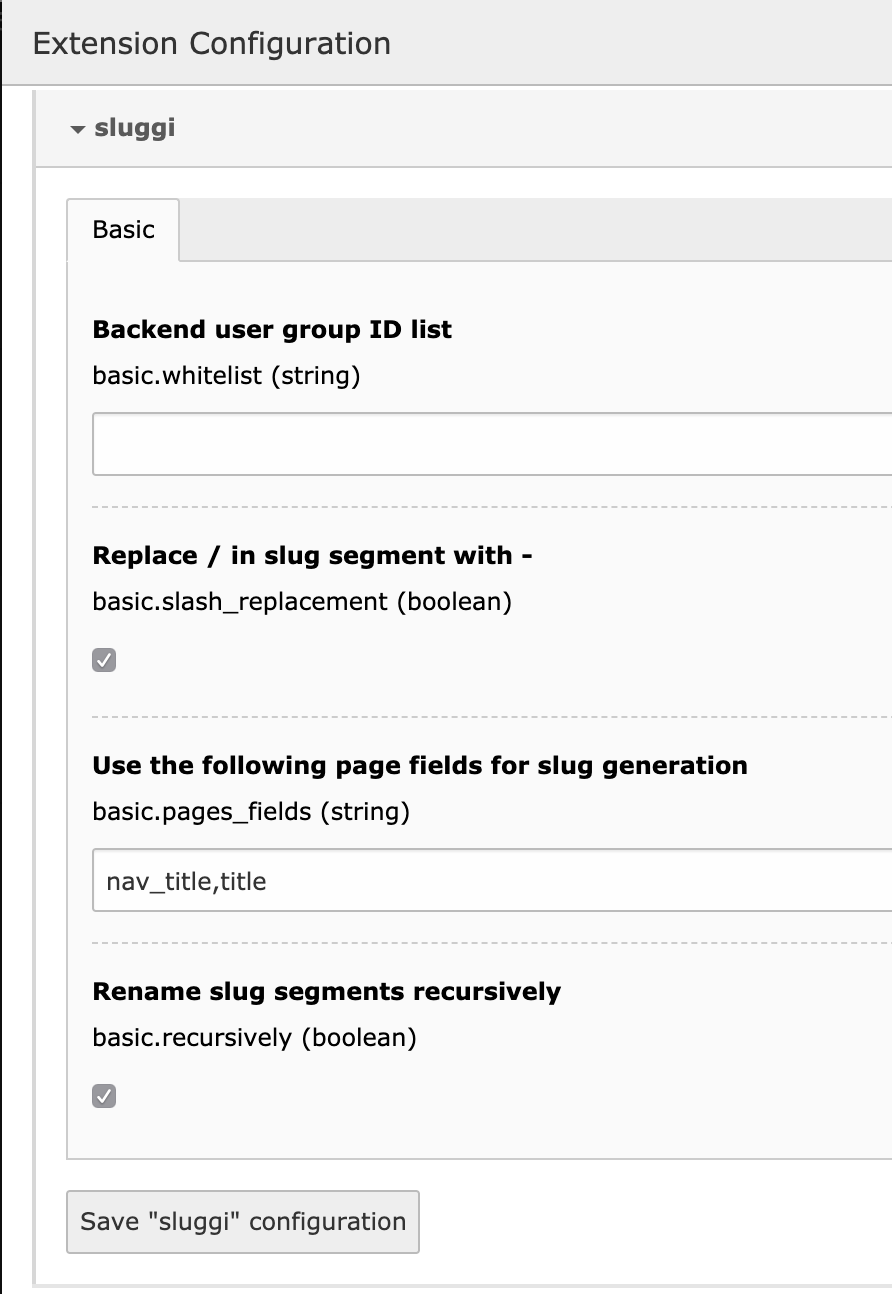 Extension Configuration
sluggi
Basic
Backend user group ID list
basic.whitelist (string)
Replace / in slug segment with -
basic.slash_replacement (boolean)
Use the following page fields for slug generation
basic.pages_fields (string)
nav_title,title
Rename slug segments recursively
basic.recursively (boolean)
Save "sluggi" configuration